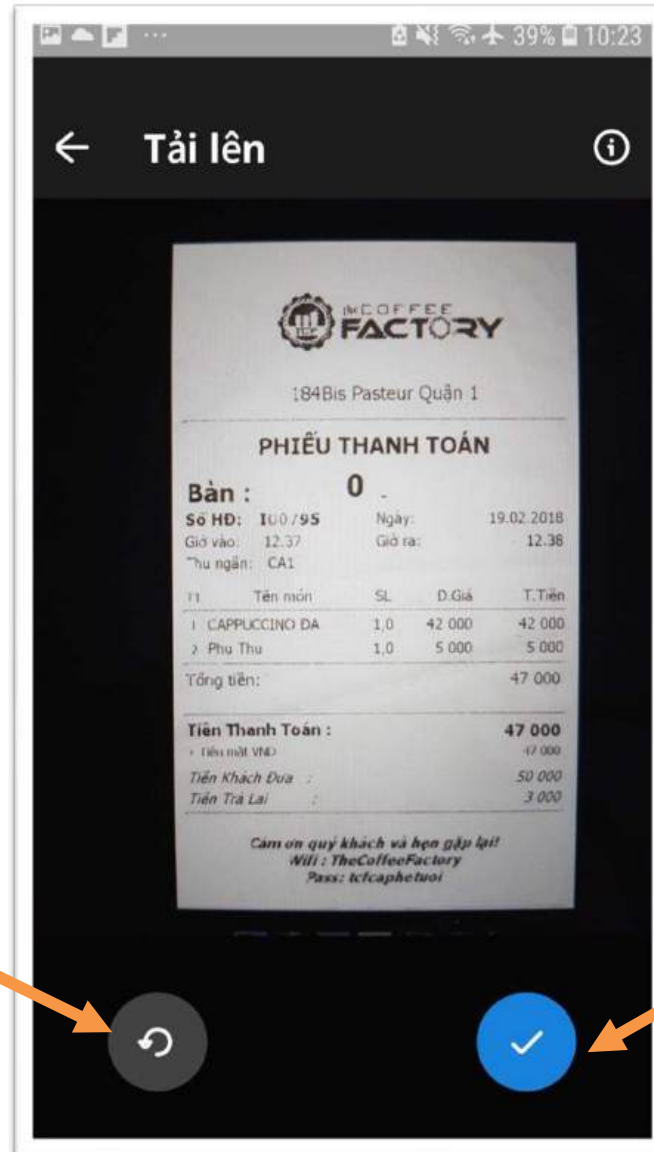 39% 10:23
Tải lên
the COFFEE
FACTORY
184Bis Pasteur Quận 1
PHIẾU THANH TOÁN
Bàn : 0
Số HĐ: Ngày: 19.02.2018
Giờ vào: 12.37 Giờ ra: 12.38
Thu ngân: CA1
TT Tên món SL D.Giá T.Tiền
1 CAPPUCCINO DA 1,0 42 000 42 000
2 Phu Thu 1,0 5 000 5 000
Tổng tiền: 47 000
Tiền Thanh Toán : 47 000
+ Tiền mặt VND 47 000
Tiền Khách Đưa : 50 000
Tiền Trả Lai : 3 000
Cảm ơn quý khách và hẹn gặp lại!
Wifi : TheCoffeeFactory
Pass: tcfcaphetuoi